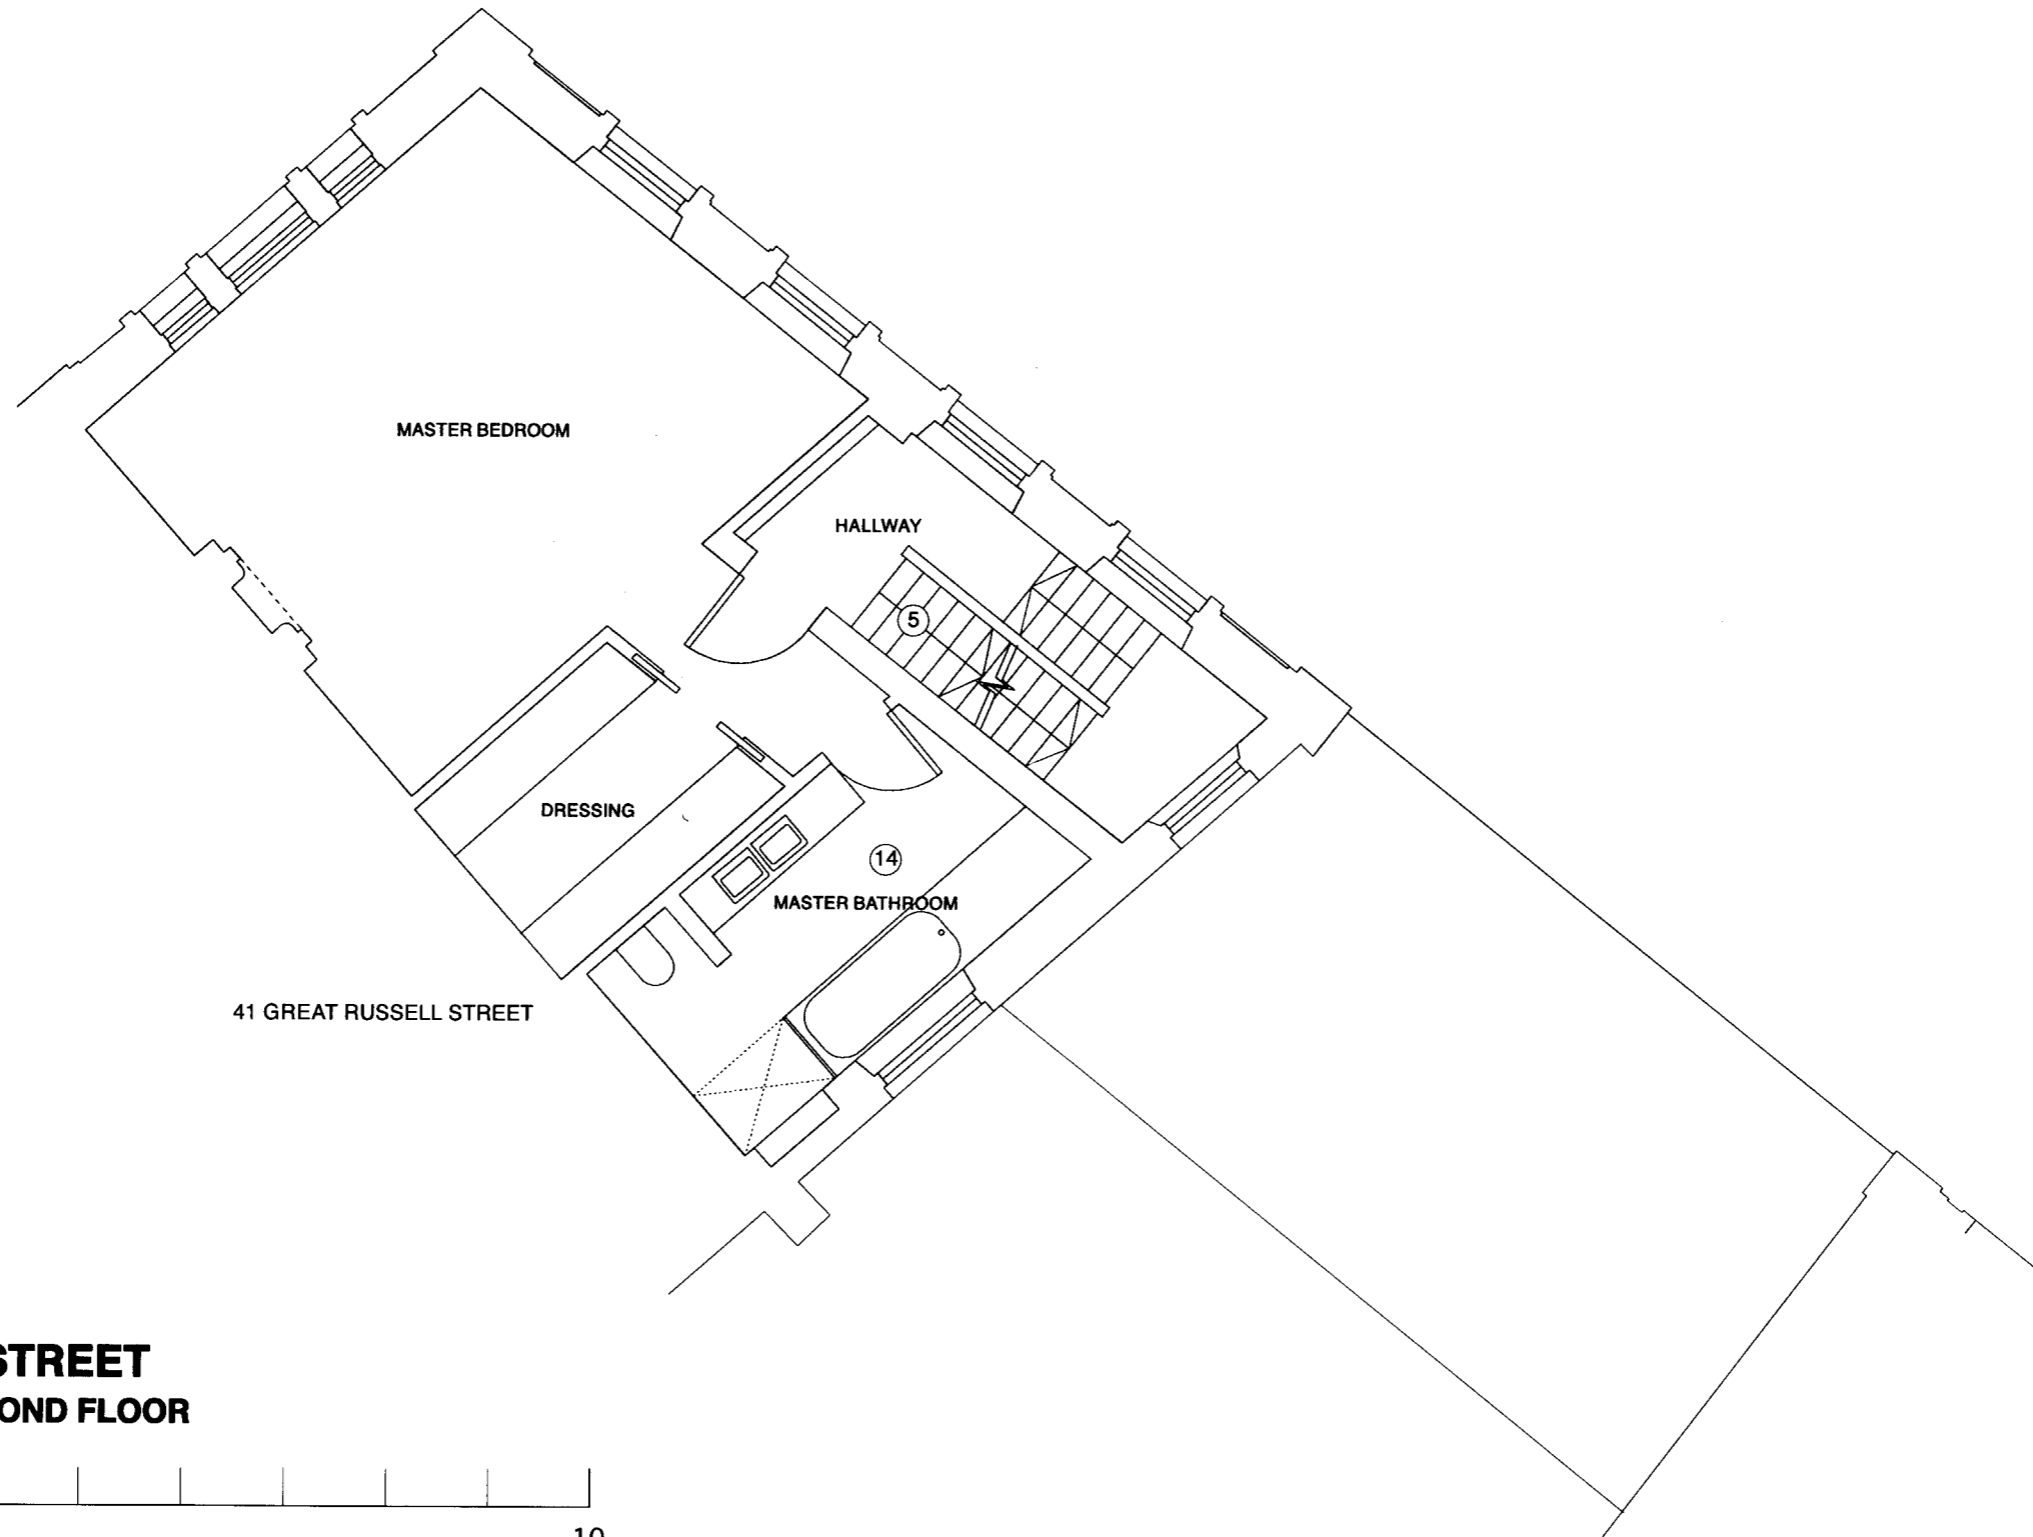 MASTER BEDROOM
HALLWAY
5
DRESSING
14
MASTER BATHROOM
41 GREAT RUSSELL STREET
STREET
OND FLOOR
10